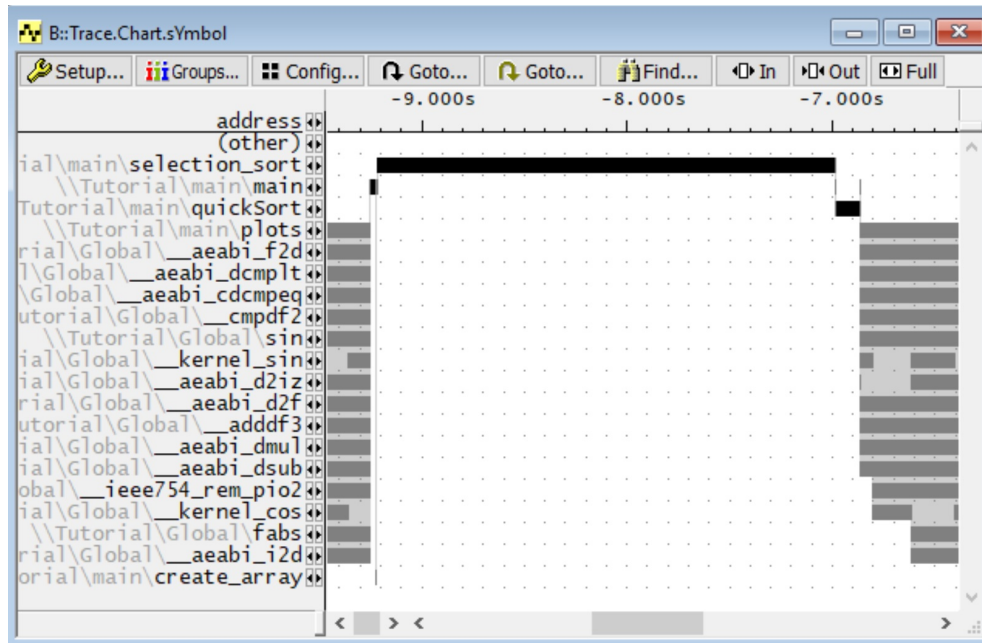 B::Trace.Chart.sYmbol
Setup... Groups... Config... Goto... Goto... Find... In Out Full
-9.000s -8.000s -7.000s
address
(other)
ial\main\selection_sort
\\Tutorial\main\main
Tutorial\main\quickSort
\\Tutorial\main\plots
rial\Global\__aeabi_f2d
l\Global\__aeabi_dcmplt
\Global\__aeabi_cdcmpeq
utorial\Global\__cmpdf2
\\Tutorial\Global\sin
ial\Global\__kernel_sin
ial\Global\__aeabi_d2iz
rial\Global\__aeabi_d2f
utorial\Global\__adddf3
ial\Global\__aeabi_dmul
ial\Global\__aeabi_dsub
obal\__ieee754_rem_pio2
ial\Global\__kernel_cos
\\Tutorial\Global\fabs
rial\Global\__aeabi_i2d
orial\main\create_array